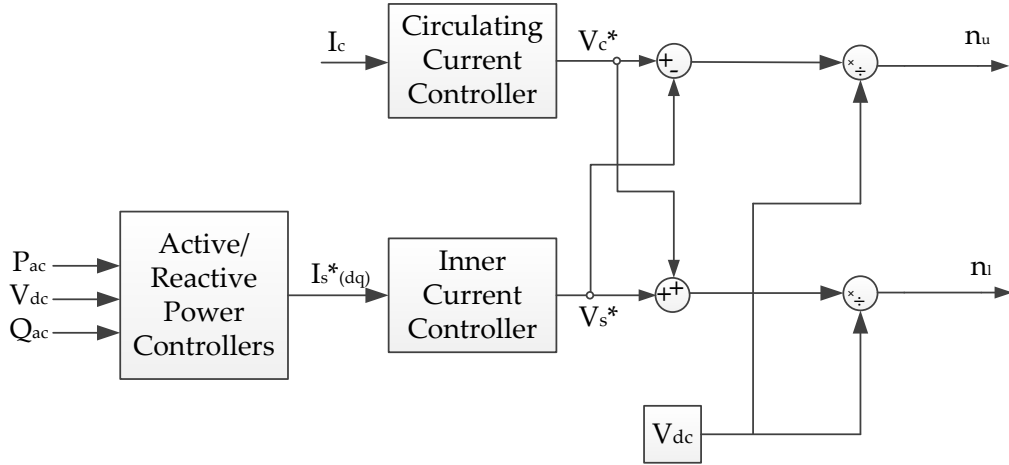 Circulating
Current
Controller
Ic
Vc*
+
-
×
÷
nu
Active/
Reactive
Power
Controllers
Pac
Vdc
Qac
Is*(dq)
Inner
Current
Controller
Vs*
++
×
÷
nl
Vdc